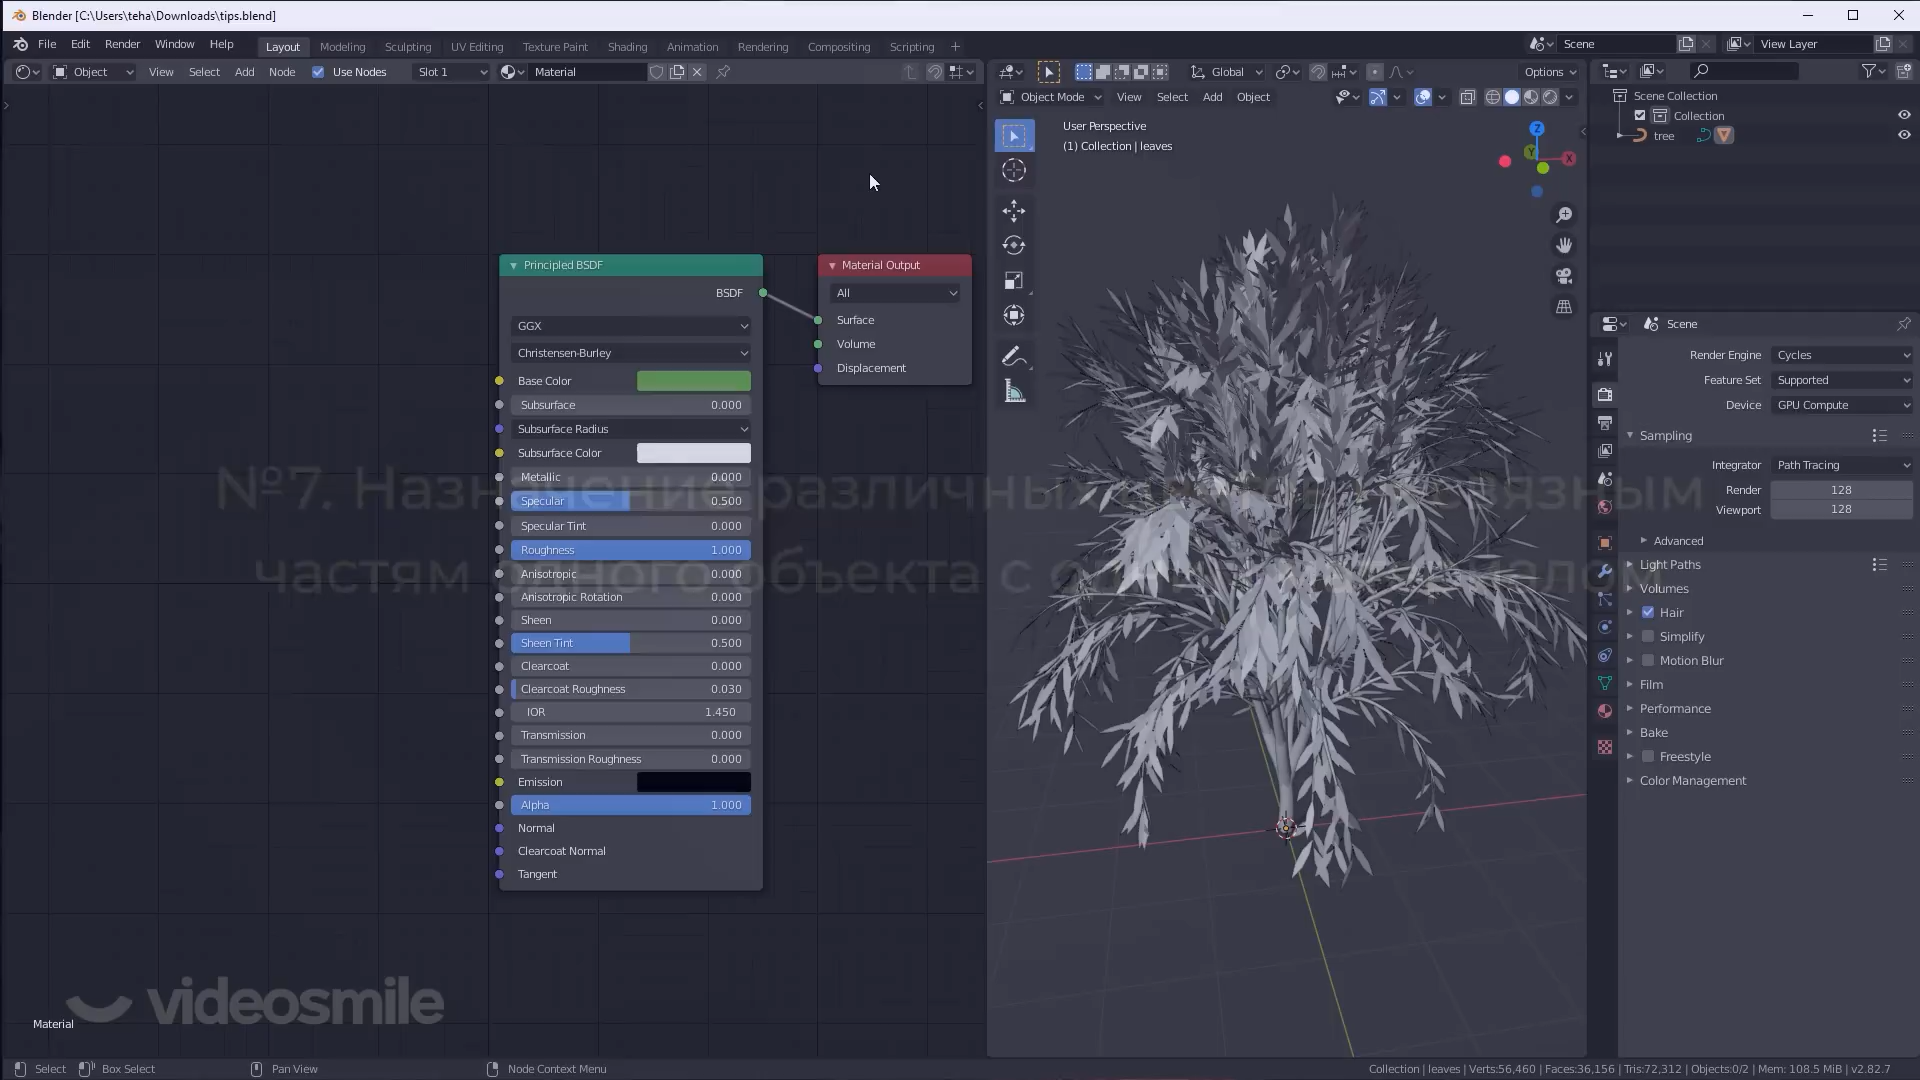 Blender [C:\Users\teha\Downloads\tips.blend]
File Edit Render Window Help Layout Modeling Sculpting UV Editing Texture Paint Shading Animation Rendering Compositing Scripting + Scene View Layer
Object View Select Add Node Use Nodes Slot 1 Material Global Options
Object Mode View Select Add Object
Scene Collection
Collection
tree
User Perspective
(1) Collection | leaves
Z
Y
X
Principled BSDF
BSDF
GGX
Christensen-Burley
Base Color
Subsurface 0.000
Subsurface Radius
Subsurface Color
Metallic 0.000
Specular 0.500
Specular Tint 0.000
Roughness 1.000
Anisotropic 0.000
Anisotropic Rotation 0.000
Sheen 0.000
Sheen Tint 0.500
Clearcoat 0.000
Clearcoat Roughness 0.030
IOR 1.450
Transmission 0.000
Transmission Roughness 0.000
Emission
Alpha 1.000
Normal
Clearcoat Normal
Tangent
Material Output
All
Surface
Volume
Displacement
№7. Назначение различных
частям объекта с
Scene
Render Engine Cycles
Feature Set Supported
Device GPU Compute
Sampling
Integrator Path Tracing
Render 128
Viewport 128
Advanced
Light Paths
Volumes
Hair
Simplify
Motion Blur
Film
Performance
Bake
Freestyle
Color Management
videosmile
Material
Select Box Select Pan View Node Context Menu Collection | leaves | Verts:56,460 | Faces:36,156 | Tris:72,312 | Objects:0/2 | Mem: 108.5 MiB | v2.82.7